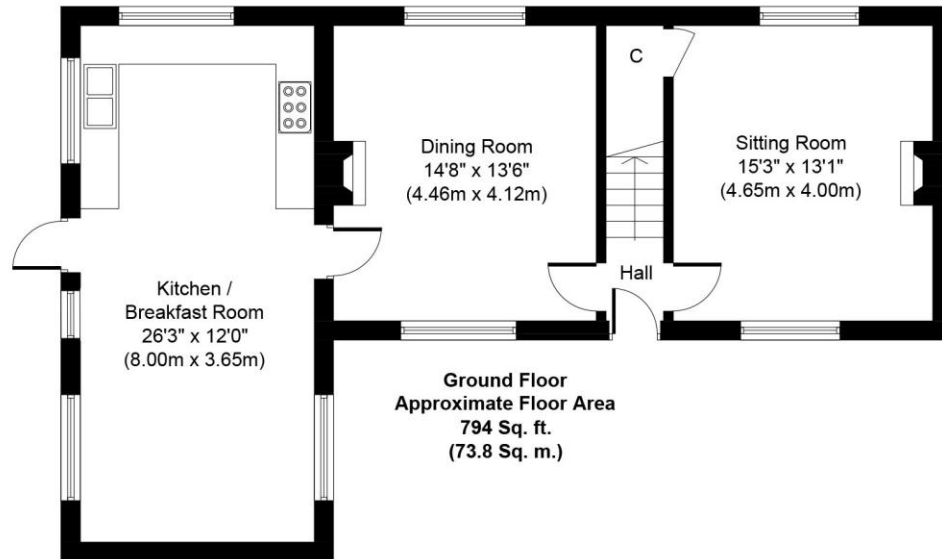 C
Dining Room
14'8" x 13'6"
(4.46m x 4.12m)
Sitting Room
15'3" x 13'1"
(4.65m x 4.00m)
Hall
Kitchen /
Breakfast Room
26'3" x 12'0"
(8.00m x 3.65m)
Ground Floor
Approximate Floor Area
794 Sq. ft.
(73.8 Sq. m.)